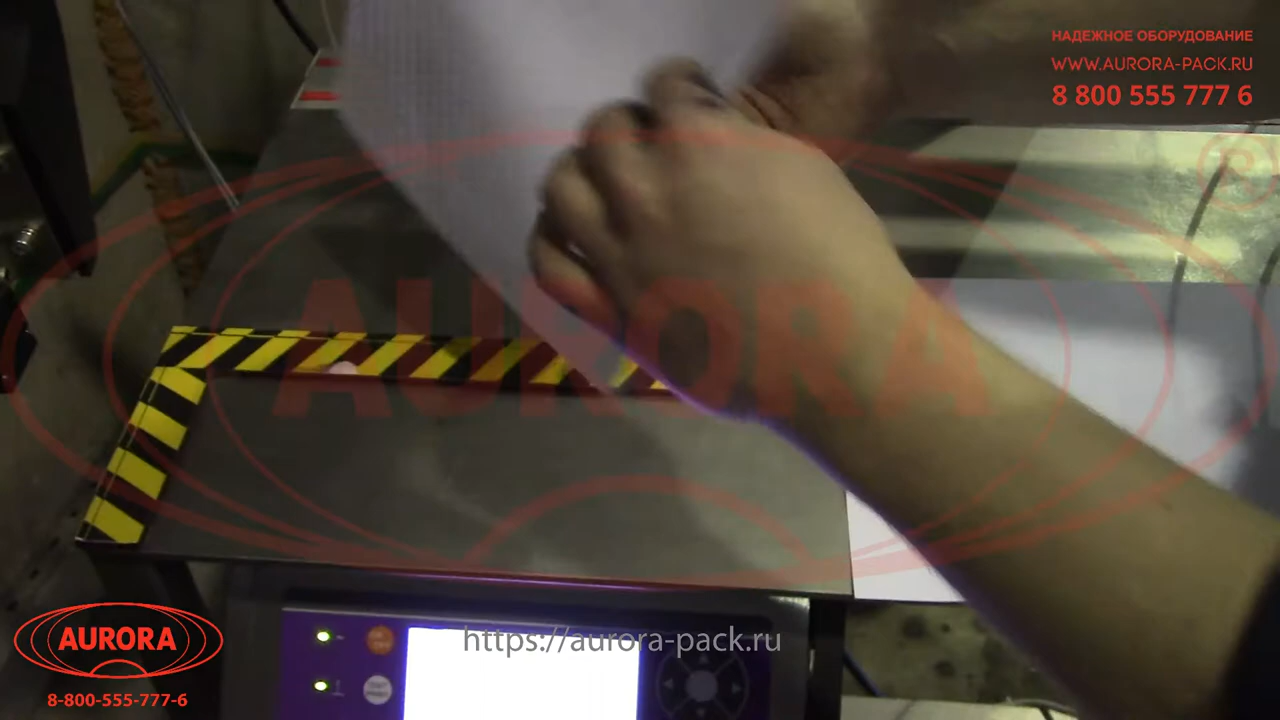 НАДЕЖНОЕ ОБОРУДОВАНИЕ
WWW.AURORA-PACK.RU
8 800 555 777 6
®
AURORA
https://aurora-pack.ru
AURORA
8-800-555-777-6